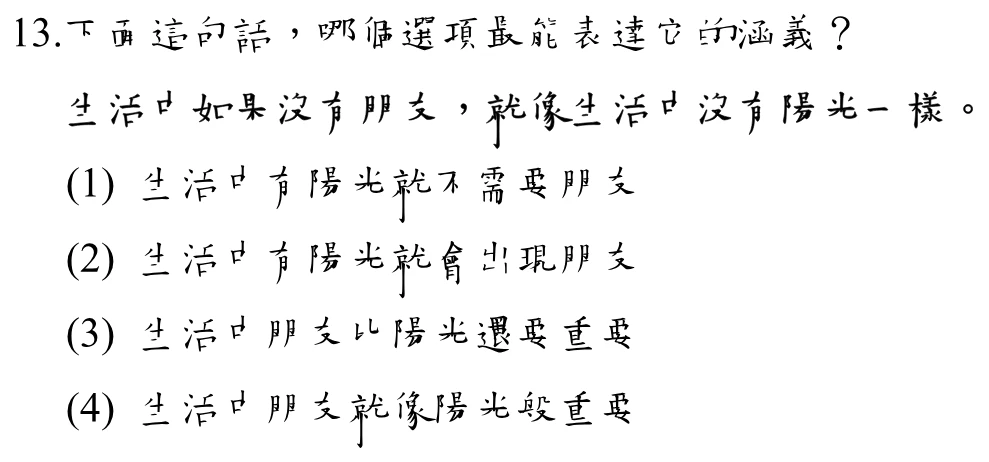 13.下面這句話，哪個選項最能表達它的涵義？
生活中如果沒有朋友，就像生活中沒有陽光一樣。
(1) 生活中有陽光就不需要朋友
(2) 生活中有陽光就會出現朋友
(3) 生活中朋友比陽光還要重要
(4) 生活中朋友就像陽光般重要